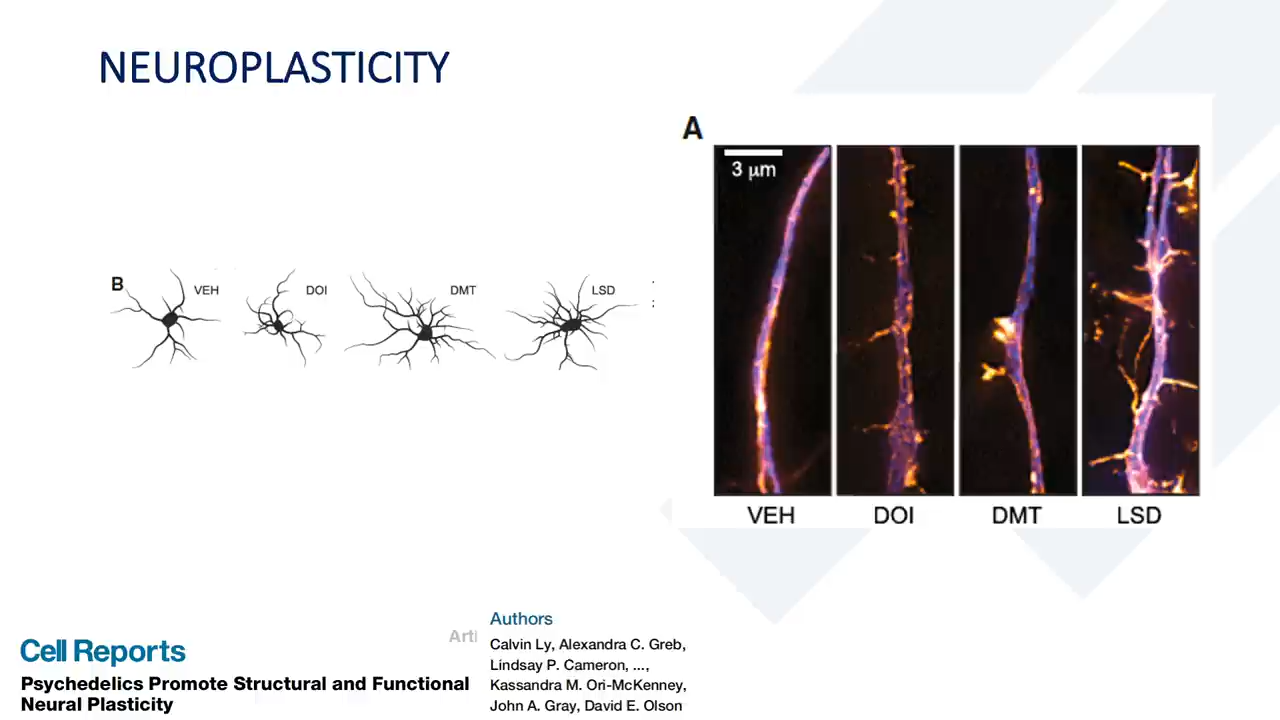 NEUROPLASTICITY
A
3 µm
B
VEH
DOI
DMT
LSD
VEH
DOI
DMT
LSD
Authors
Arti
Calvin Ly, Alexandra C. Greb,
Lindsay P. Cameron, ...,
Kassandra M. Ori-McKenney,
John A. Gray, David E. Olson
Cell Reports
Psychedelics Promote Structural and Functional
Neural Plasticity